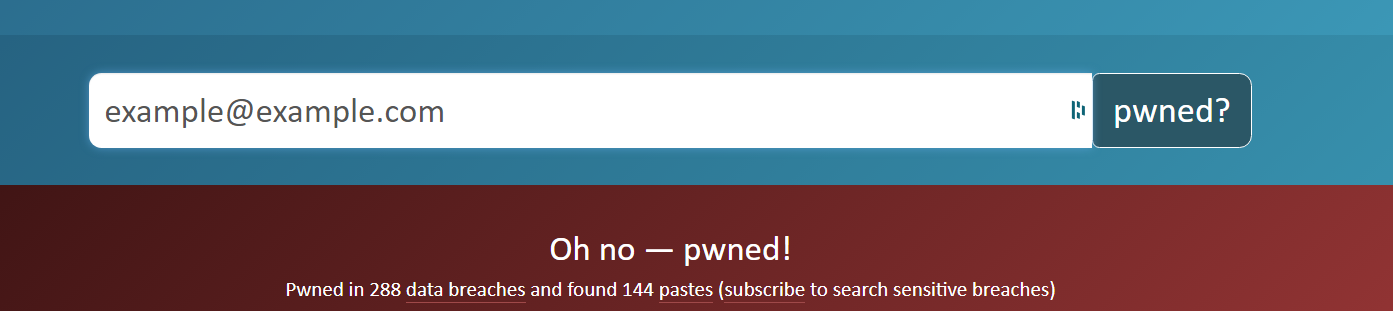 example@example.com
pwned?
Oh no — pwned!
Pwned in 288 data breaches and found 144 pastes (subscribe to search sensitive breaches)